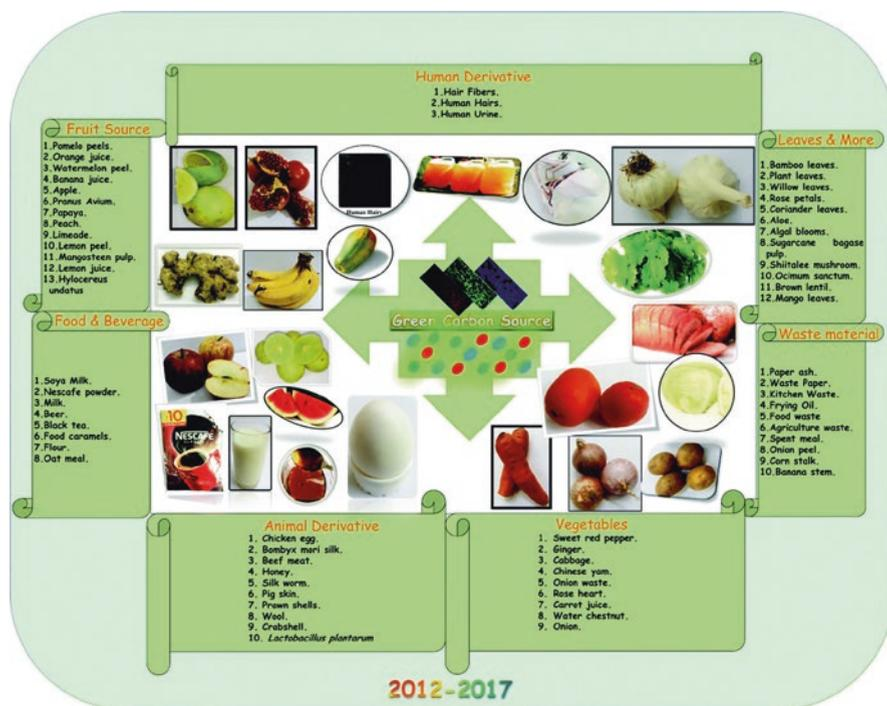 Human Derivative
1.Hair Fibers.
2.Human Hairs.
3.Human Urine.
Fruit Source
1.Pomelo peels.
2.Orange juice.
3.Watermelon peel.
4.Banana juice.
5.Apple.
6.Prunus Avium.
7.Papaya.
8.Peach.
9.Limeade.
10.Lemon peel.
11.Mangosteen pulp.
12.Lemon juice.
13.Hylocereus
undatus
Leaves & More
1.Bamboo leaves.
2.Plant leaves.
3.Willow leaves.
4.Rose petals.
5.Coriander leaves.
6.Aloe.
7.Algal blooms.
8.Sugarcane bagase
pulp.
9.Shiitalee mushroom.
10.Ocimum sanctum.
11.Brown lentil.
12.Mango leaves.
Human Hairs
Green Carbon Source
Food & Beverage
1.Soya Milk.
2.Nescafe powder.
3.Milk.
4.Beer.
5.Black tea.
6.Food caramels.
7.Flour.
8.Oat meal.
10
NESCAFE
Waste material
1.Paper ash.
2.Waste Paper.
3.Kitchen Waste.
4.Frying Oil.
5.Food waste
6.Agriculture waste.
7.Spent meal.
8.Onion peel.
9.Corn stalk.
10.Banana stem.
Animal Derivative
1. Chicken egg.
2. Bombyx mori silk.
3. Beef meat.
4. Honey.
5. Silk worm.
6. Pig skin.
7. Prown shells.
8. Wool.
9. Crabshell.
10. Lactobacillus plantarum
Vegetables
1. Sweet red pepper.
2. Ginger.
3. Cabbage.
4. Chinese yam.
5. Onion waste.
6. Rose heart.
7. Carrot juice.
8. Water chestnut.
9. Onion.
2012-2017